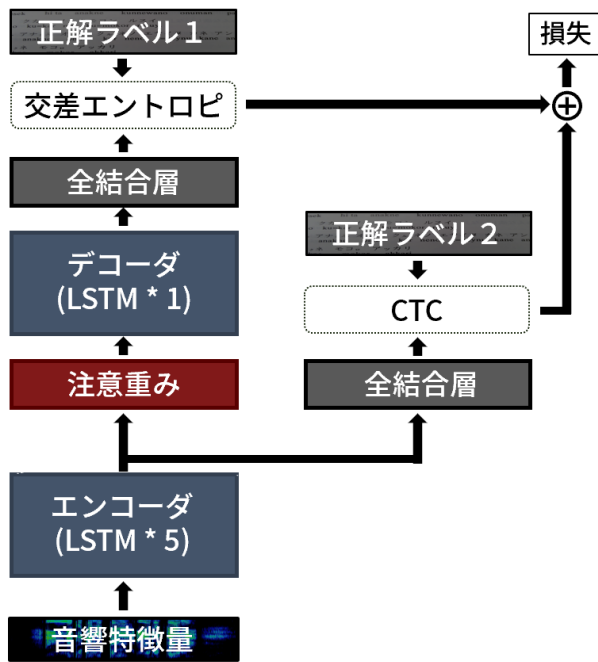 正解ラベル１
損失
交差エントロピ
全結合層
正解ラベル２
デコーダ
(LSTM * 1)
CTC
注意重み
全結合層
エンコーダ
(LSTM * 5)
音響特徴量